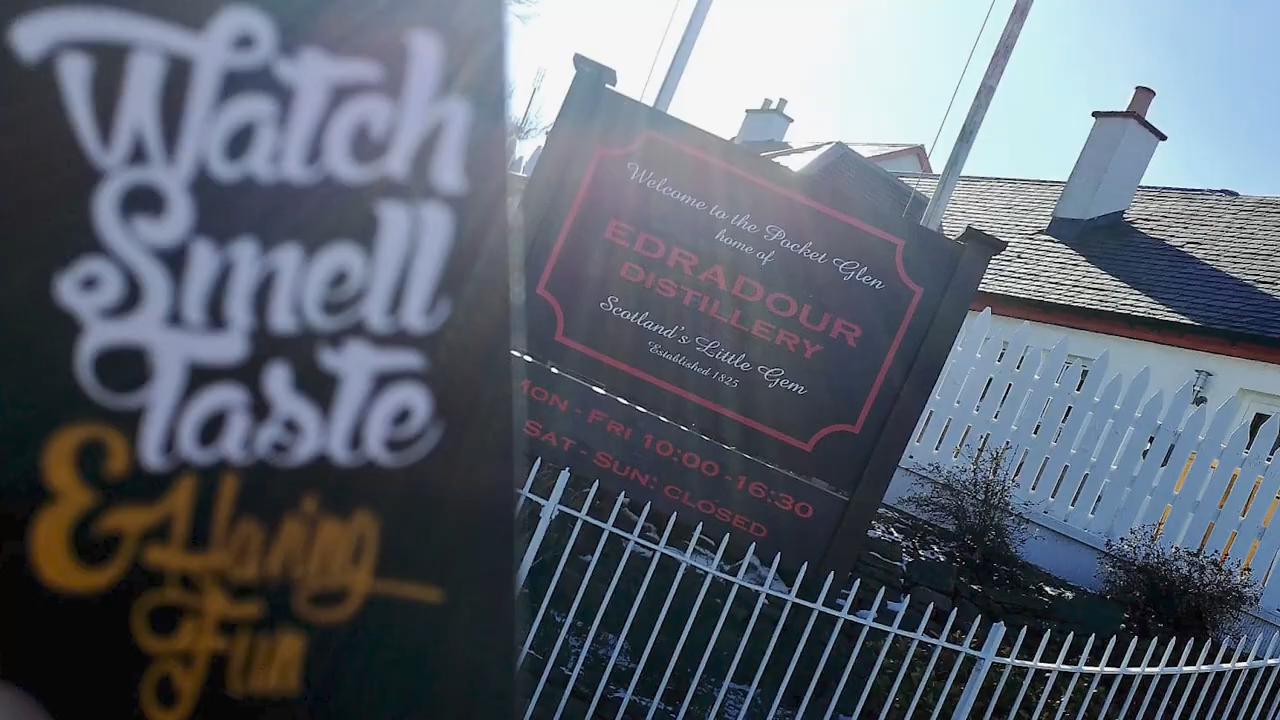 Watch
Smell
Taste
& Having
Fun
Welcome to the Pocket Glen
home of
EDRADOUR
DISTILLERY
Scotland's Little Gem
Established 1825
MON - FRI 10:00 - 16:30
SAT - SUN: CLOSED